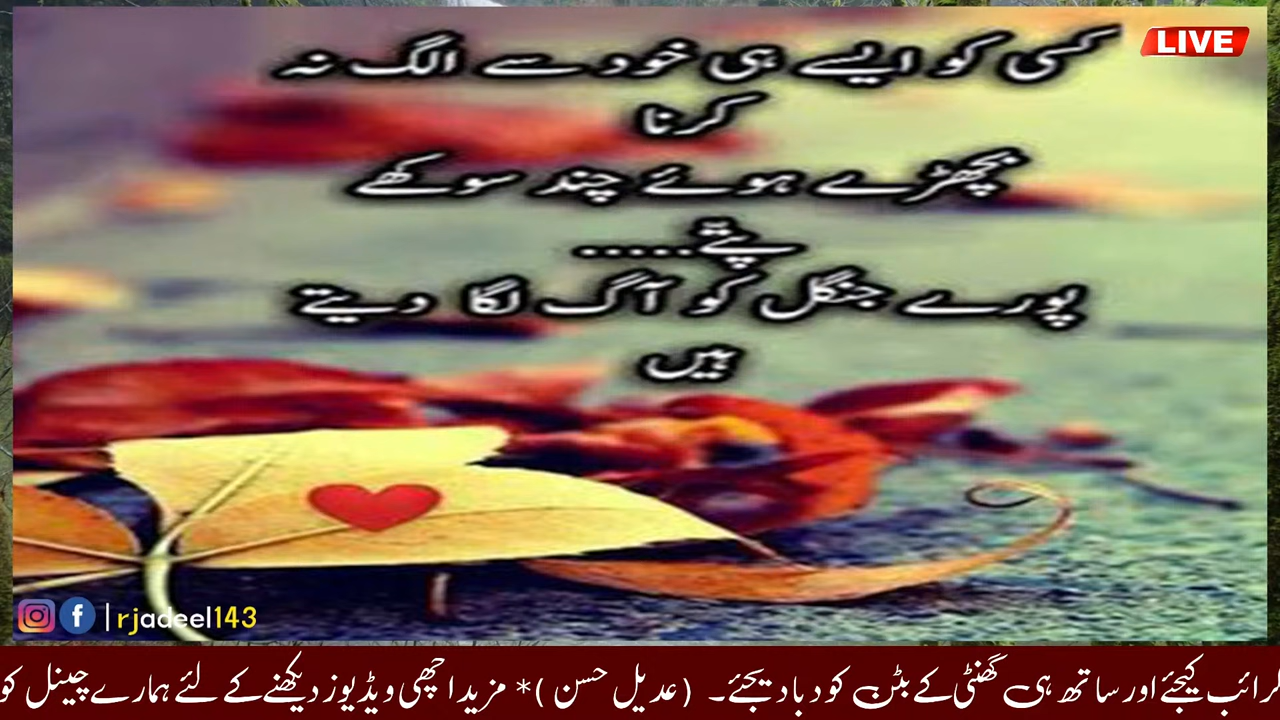 کسی کو ایسے ہی خود سے الگ نہ
کرنا
بچھڑے ہوئے چند سوکھے
پتے.....
پورے جنگل کو آگ لگا دیتے
ہیں
LIVE
|rjadeel143
کرائب کیجئے اور ساتھ ہی گھنٹی کے بٹن کو دبا دیجئے۔ (عدیل حسن )* مزید اچھی ویڈیوز دیکھنے کے لئے ہمارے چینل کو